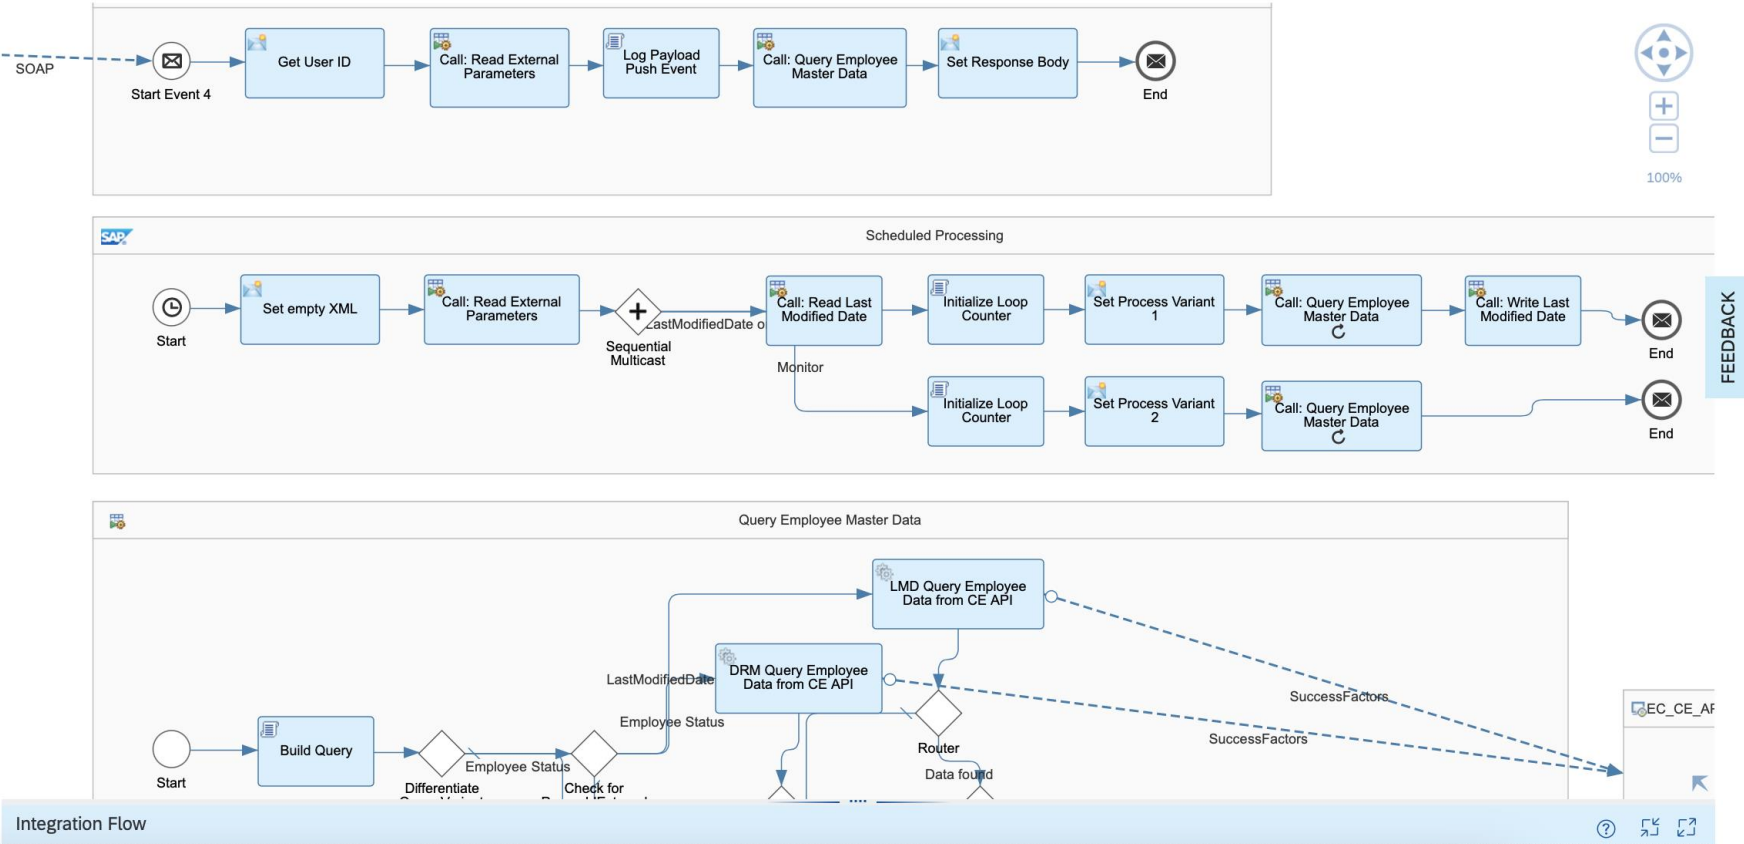 SOAP
Start Event 4
Get User ID
Call: Read External
Parameters
Log Payload
Push Event
Call: Query Employee
Master Data
Set Response Body
End
100%
SAP
Scheduled Processing
Start
Set empty XML
Call: Read External
Parameters
Sequential
Multicast
LastModifiedDate o
Call: Read Last
Modified Date
Initialize Loop
Counter
Set Process Variant
1
Call: Query Employee
Master Data
Call: Write Last
Modified Date
End
Monitor
Initialize Loop
Counter
Set Process Variant
2
Call: Query Employee
Master Data
End
FEEDBACK
Query Employee Master Data
LMD Query Employee
Data from CE API
LastModifiedDate
DRM Query Employee
Data from CE API
SuccessFactors
SuccessFactors
EC_CE_AP
Employee Status
Start
Build Query
Differentiate
Employee Status
Check for
Router
Data found
Integration Flow